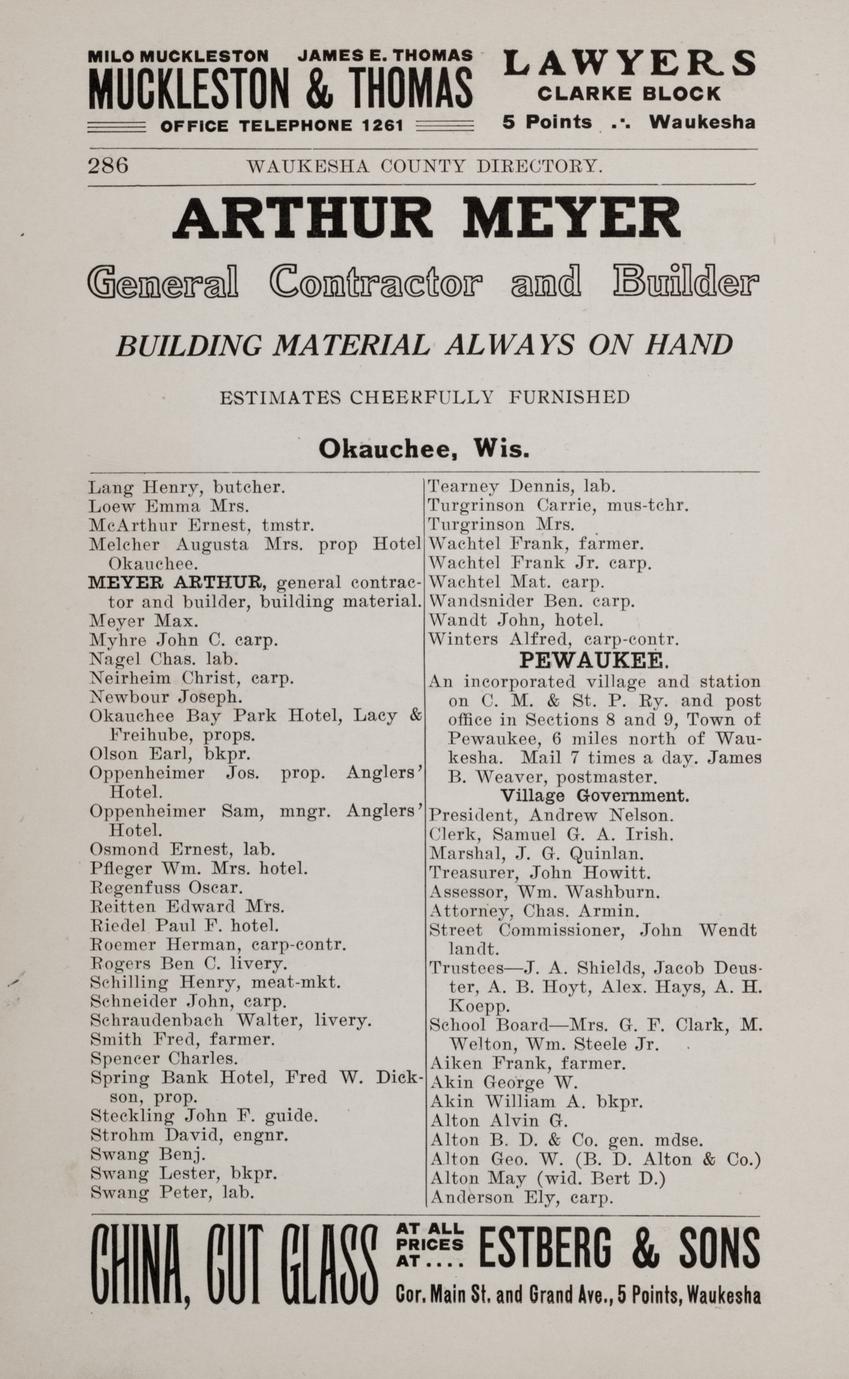 MILO MUCKLESTON JAMES E. THOMAS
MUCKLESTON & THOMAS
OFFICE TELEPHONE 1261
LAWYERS
CLARKE BLOCK
5 Points .·. Waukesha
286 WAUKESHA COUNTY DIRECTORY.
ARTHUR MEYER
General Contractor and Builder
BUILDING MATERIAL ALWAYS ON HAND
ESTIMATES CHEERFULLY FURNISHED
Okauchee, Wis.
Lang Henry, butcher.
Loew Emma Mrs.
McArthur Ernest, tmstr.
Melcher Augusta Mrs. prop Hotel
Okauchee.
MEYER ARTHUR, general contrac-
tor and builder, building material.
Meyer Max.
Myhre John C. carp.
Nagel Chas. lab.
Neirheim Christ, carp.
Newbour Joseph.
Okauchee Bay Park Hotel, Lacy &
Freihube, props.
Olson Earl, bkpr.
Oppenheimer Jos. prop. Anglers'
Hotel.
Oppenheimer Sam, mngr. Anglers'
Hotel.
Osmond Ernest, lab.
Pfleger Wm. Mrs. hotel.
Regenfuss Oscar.
Reitten Edward Mrs.
Riedel Paul F. hotel.
Roemer Herman, carp-contr.
Rogers Ben C. livery.
Schilling Henry, meat-mkt.
Schneider John, carp.
Schraudenbach Walter, livery.
Smith Fred, farmer.
Spencer Charles.
Spring Bank Hotel, Fred W. Dick-
son, prop.
Steckling John F. guide.
Strohm David, engnr.
Swang Benj.
Swang Lester, bkpr.
Swang Peter, lab.
Tearney Dennis, lab.
Turgrinson Carrie, mus-tchr.
Turgrinson Mrs.
Wachtel Frank, farmer.
Wachtel Frank Jr. carp.
Wachtel Mat. carp.
Wandsnider Ben. carp.
Wandt John, hotel.
Winters Alfred, carp-contr.
PEWAUKEE.
An incorporated village and station
on C. M. & St. P. Ry. and post
office in Sections 8 and 9, Town of
Pewaukee, 6 miles north of Wau-
kesha. Mail 7 times a day. James
B. Weaver, postmaster.
Village Government.
President, Andrew Nelson.
Clerk, Samuel G. A. Irish.
Marshal, J. G. Quinlan.
Treasurer, John Howitt.
Assessor, Wm. Washburn.
Attorney, Chas. Armin.
Street Commissioner, John Wendt
landt.
Trustees—J. A. Shields, Jacob Deus-
ter, A. B. Hoyt, Alex. Hays, A. H.
Koepp.
School Board—Mrs. G. F. Clark, M.
Welton, Wm. Steele Jr.
Aiken Frank, farmer.
Akin George W.
Akin William A. bkpr.
Alton Alvin G.
Alton B. D. & Co. gen. mdse.
Alton Geo. W. (B. D. Alton & Co.)
Alton May (wid. Bert D.)
Anderson Ely, carp.
CHINA, CUT GLASS
AT ALL
PRICES
AT....
ESTBERG & SONS
Cor. Main St. and Grand Ave., 5 Points, Waukesha